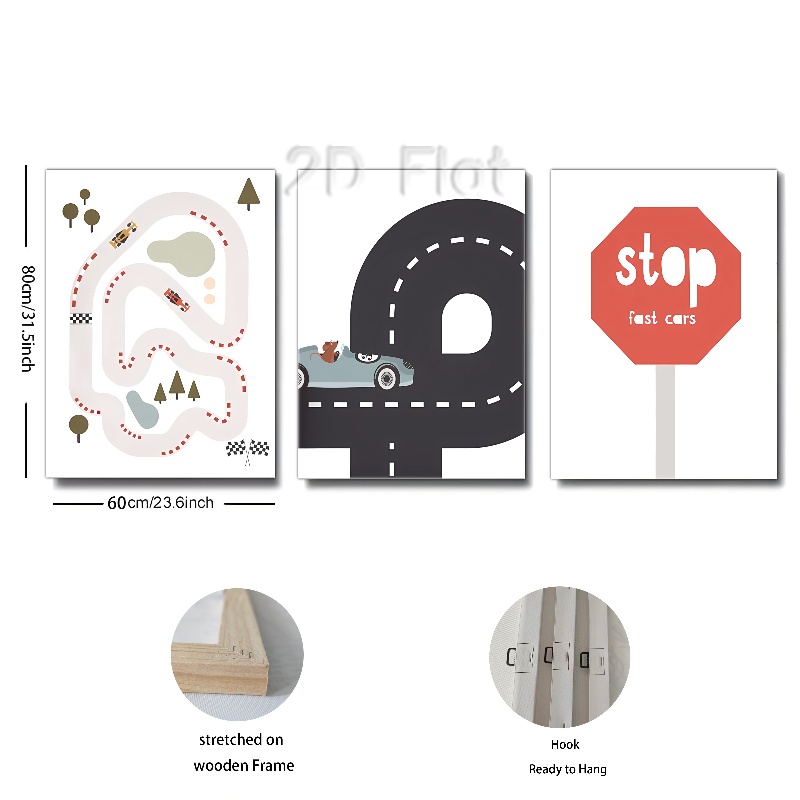 2D Flat
80cm/31.5inch
stop
fast cars
60cm/23.6inch
stretched on
wooden Frame
Hook
Ready to Hang